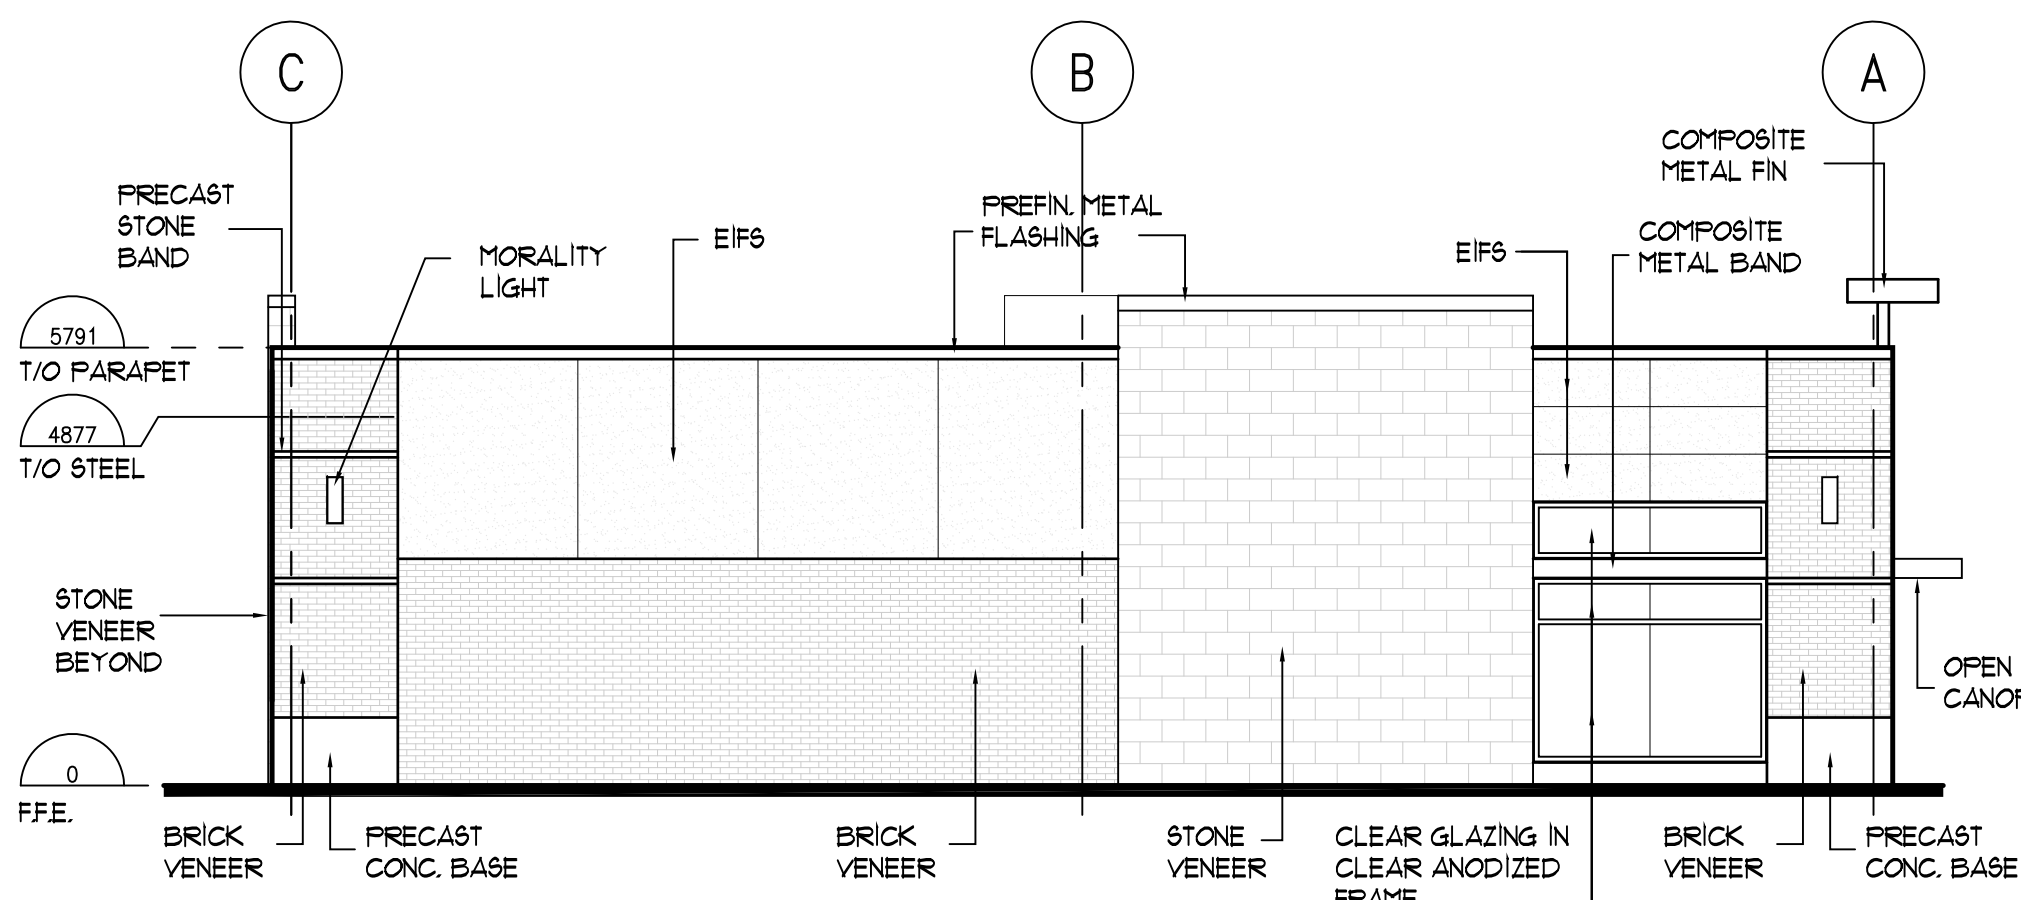 C
B
A
COMPOSITE
METAL FIN
PRECAST
STONE
BAND
PREFIN. METAL
FLASHING
MORALITY
LIGHT
EIFS
EIFS
COMPOSITE
METAL BAND
5791
T/O PARAPET
4877
T/O STEEL
STONE
VENEER
BEYOND
OPEN
0
F.F.E.
BRICK
VENEER
PRECAST
CONC. BASE
BRICK
VENEER
STONE
VENEER
CLEAR GLAZING IN
CLEAR ANODIZED
FRAME
BRICK
VENEER
PRECAST
CONC. BASE